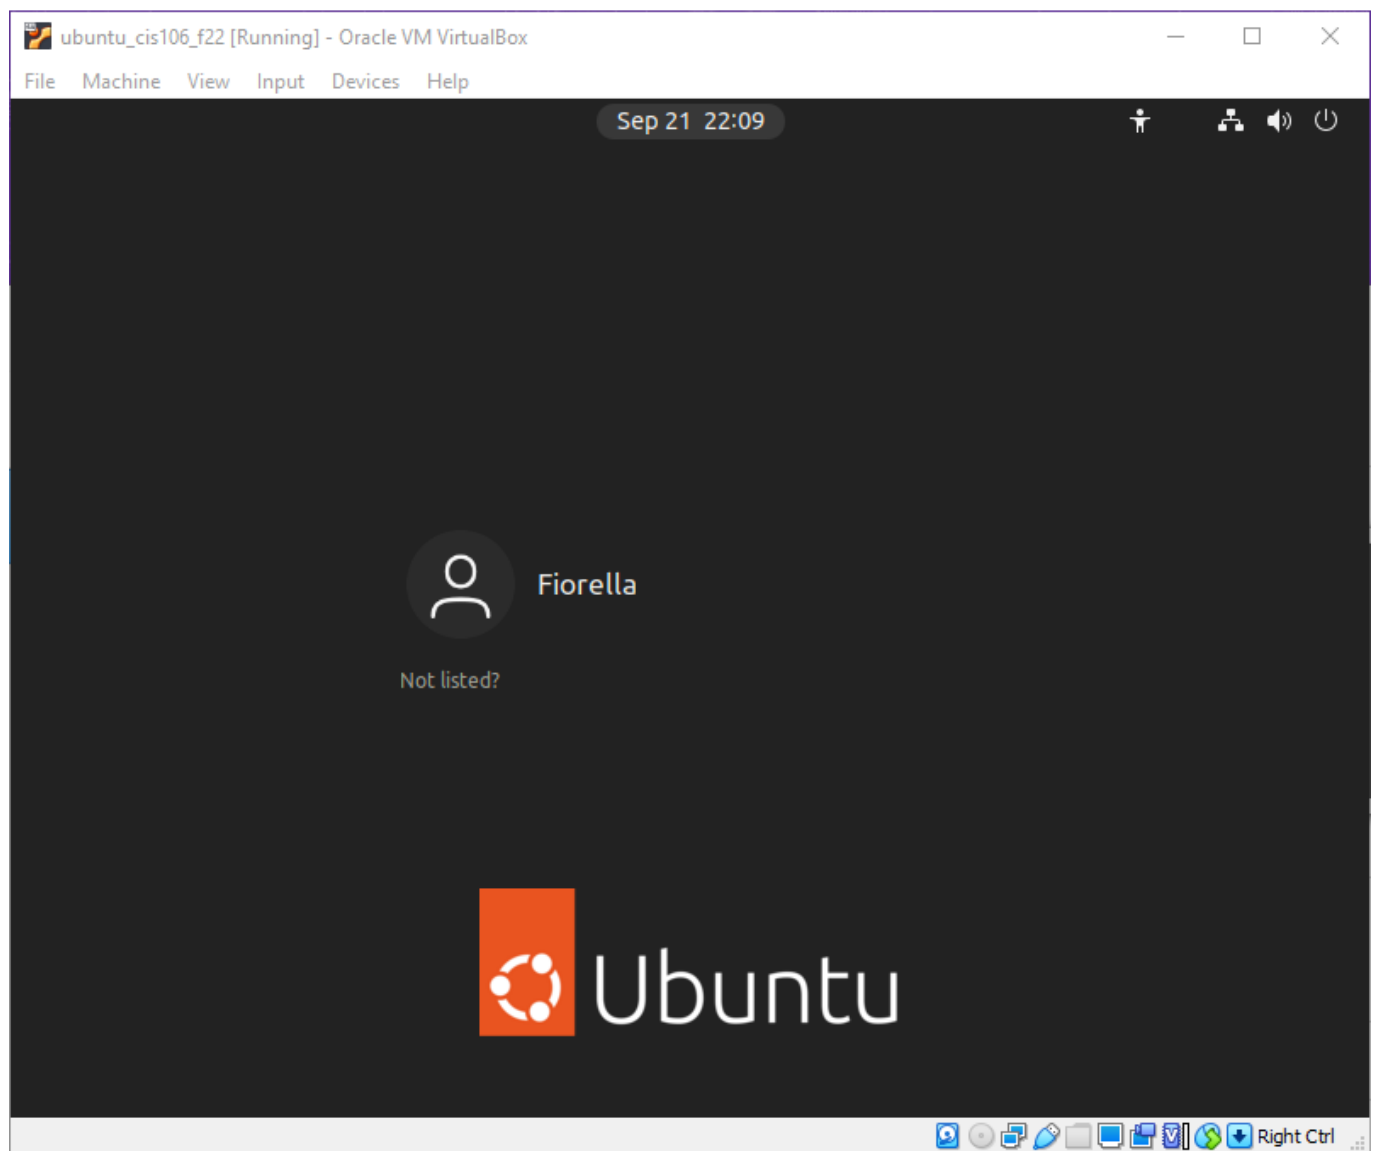 ubuntu_cis106_f22 [Running] - Oracle VM VirtualBox
File Machine View Input Devices Help
Sep 21 22:09
Fiorella
Not listed?
Ubuntu
Right Ctrl